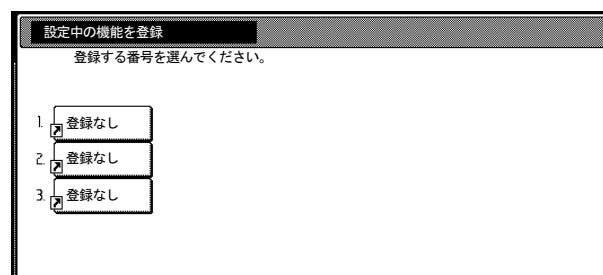 設定中の機能を登録
登録する番号を選んでください。
1. 登録なし
2. 登録なし
3. 登録なし